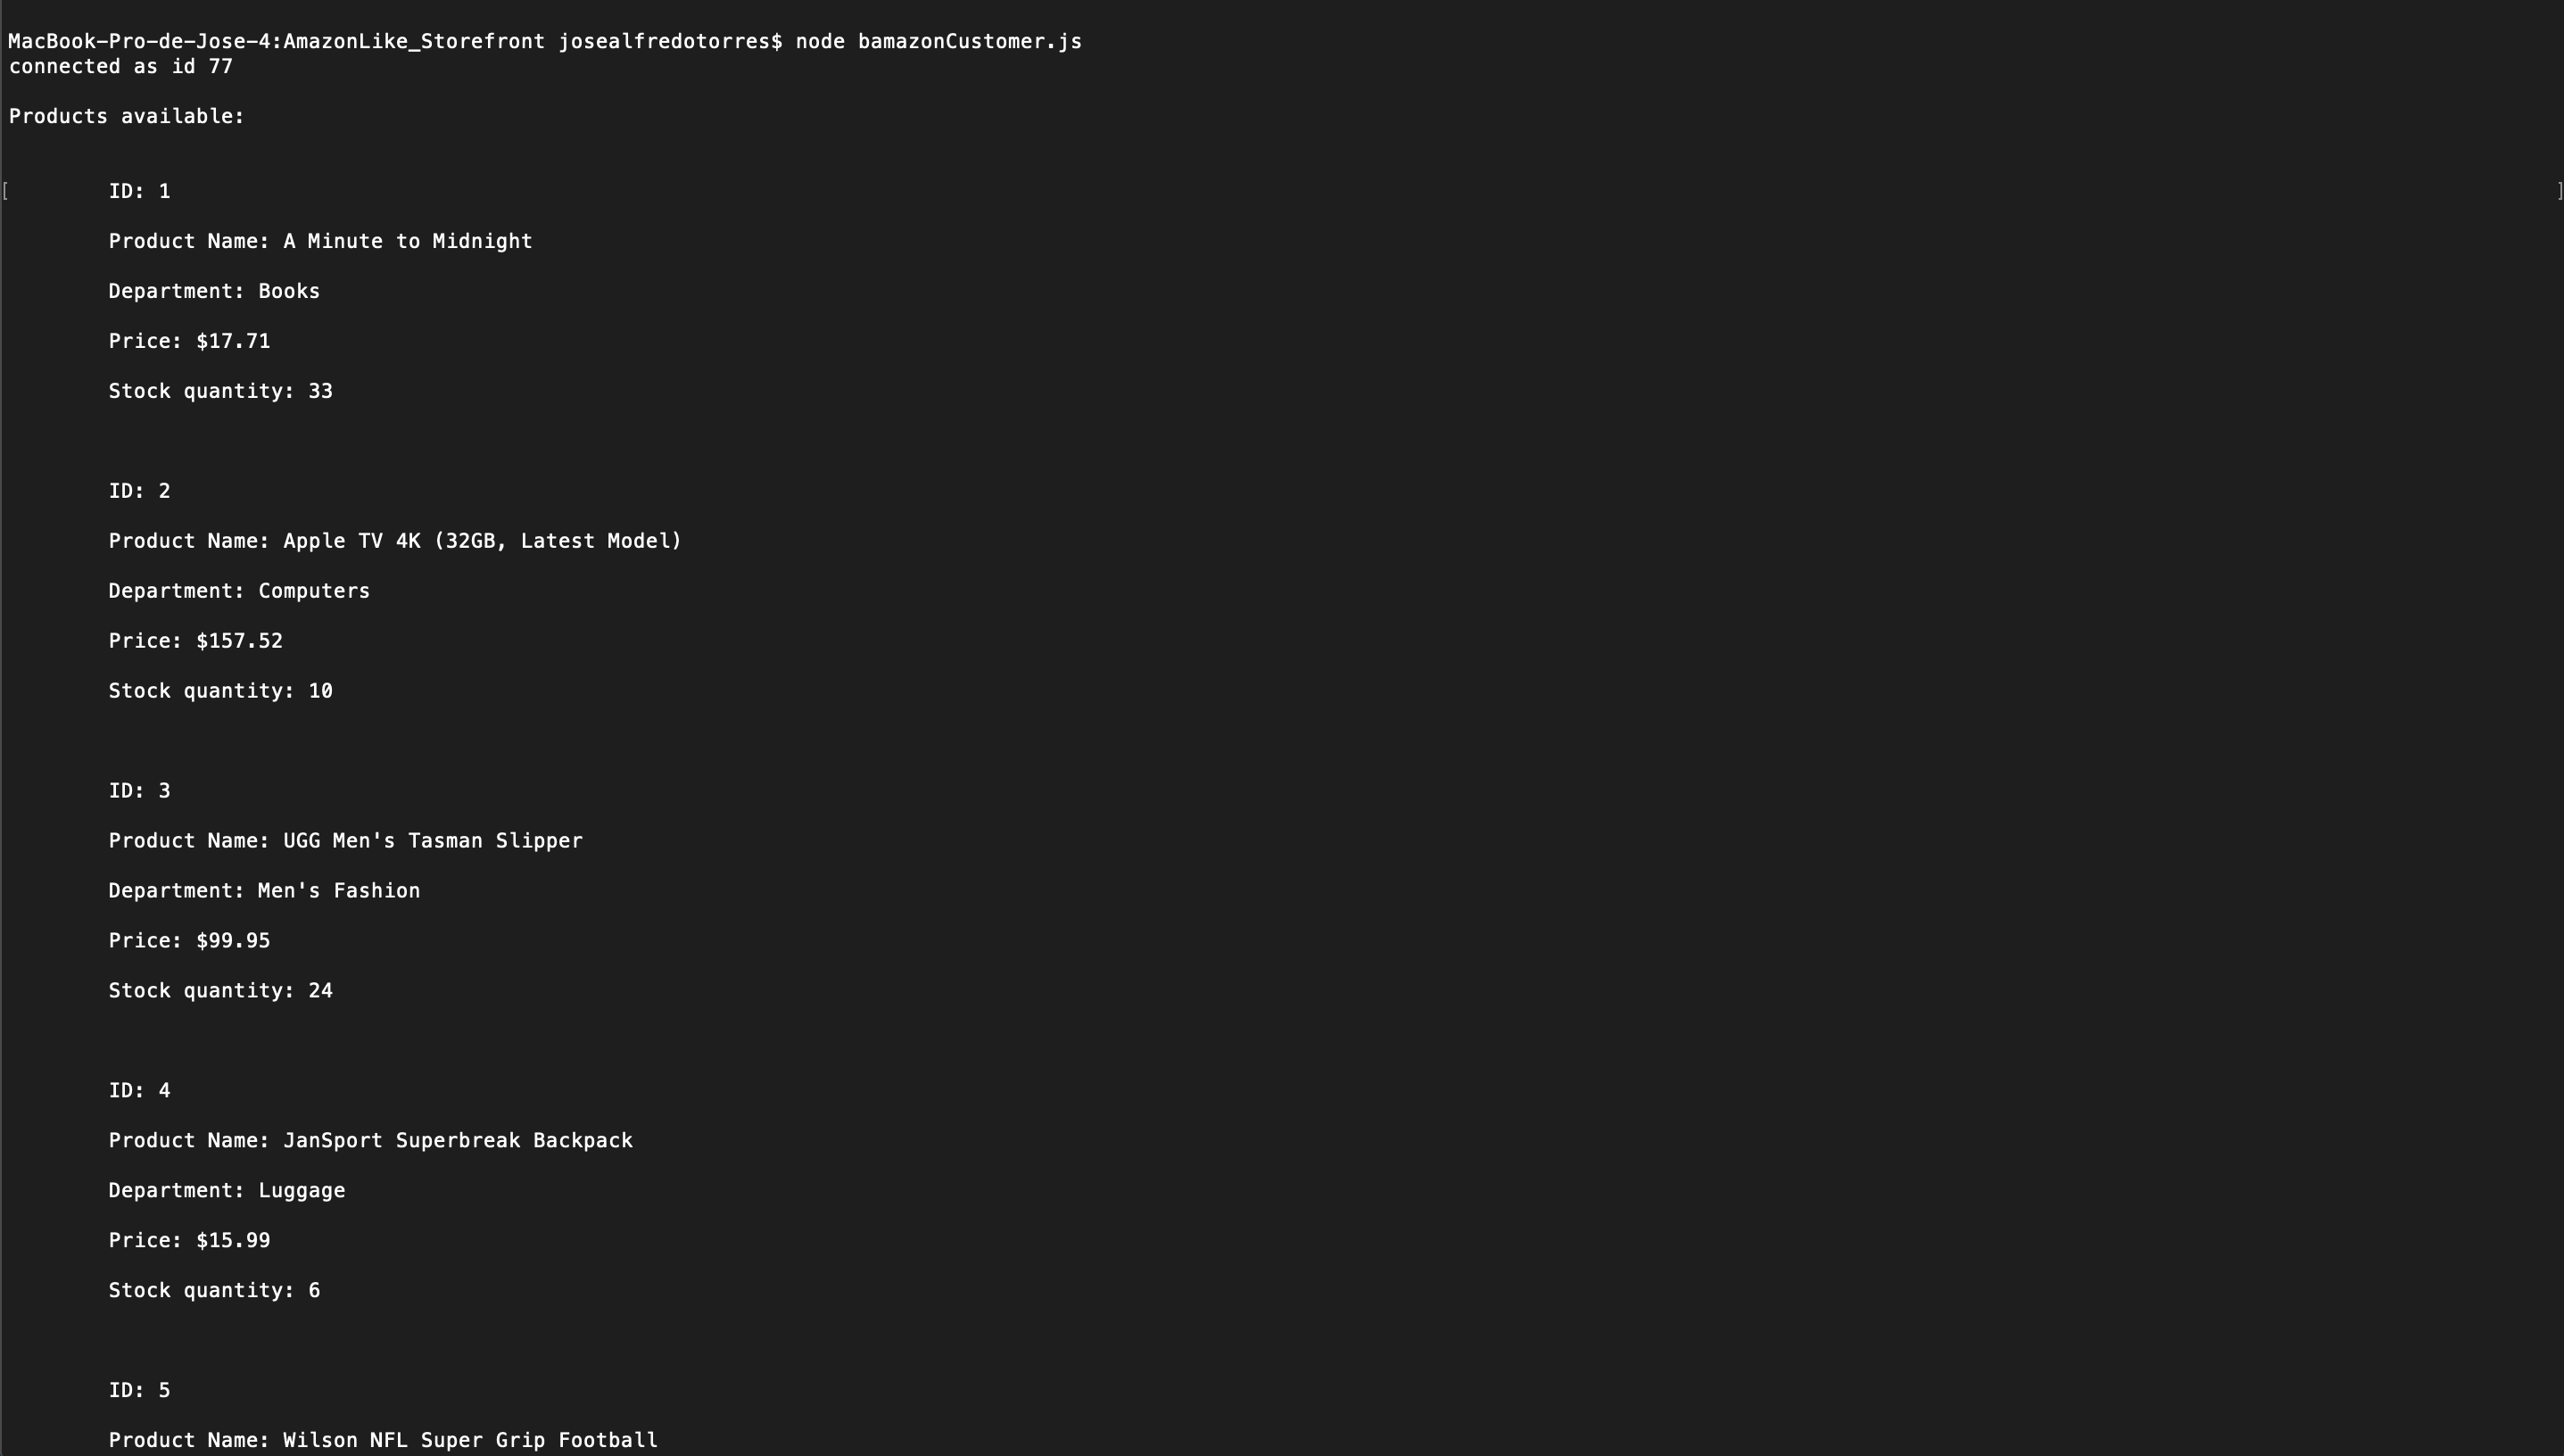 MacBook-Pro-de-Jose-4:AmazonLike_Storefront josealfredotorres$ node bamazonCustomer.js
connected as id 77
Products available:
[ ID: 1 ]
Product Name: A Minute to Midnight
Department: Books
Price: $17.71
Stock quantity: 33
ID: 2
Product Name: Apple TV 4K (32GB, Latest Model)
Department: Computers
Price: $157.52
Stock quantity: 10
ID: 3
Product Name: UGG Men's Tasman Slipper
Department: Men's Fashion
Price: $99.95
Stock quantity: 24
ID: 4
Product Name: JanSport Superbreak Backpack
Department: Luggage
Price: $15.99
Stock quantity: 6
ID: 5
Product Name: Wilson NFL Super Grip Football